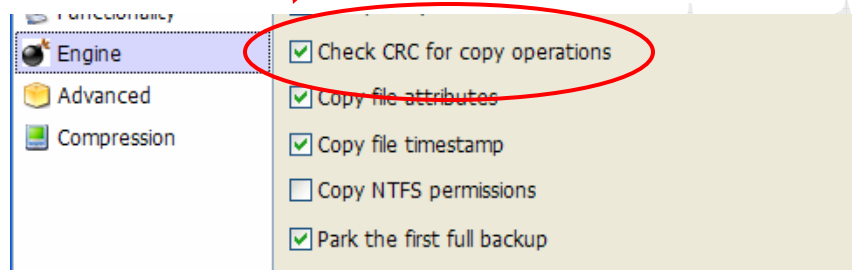 Functionality
Engine
Advanced
Compression
Check CRC for copy operations
Copy file attributes
Copy file timestamp
Copy NTFS permissions
Park the first full backup